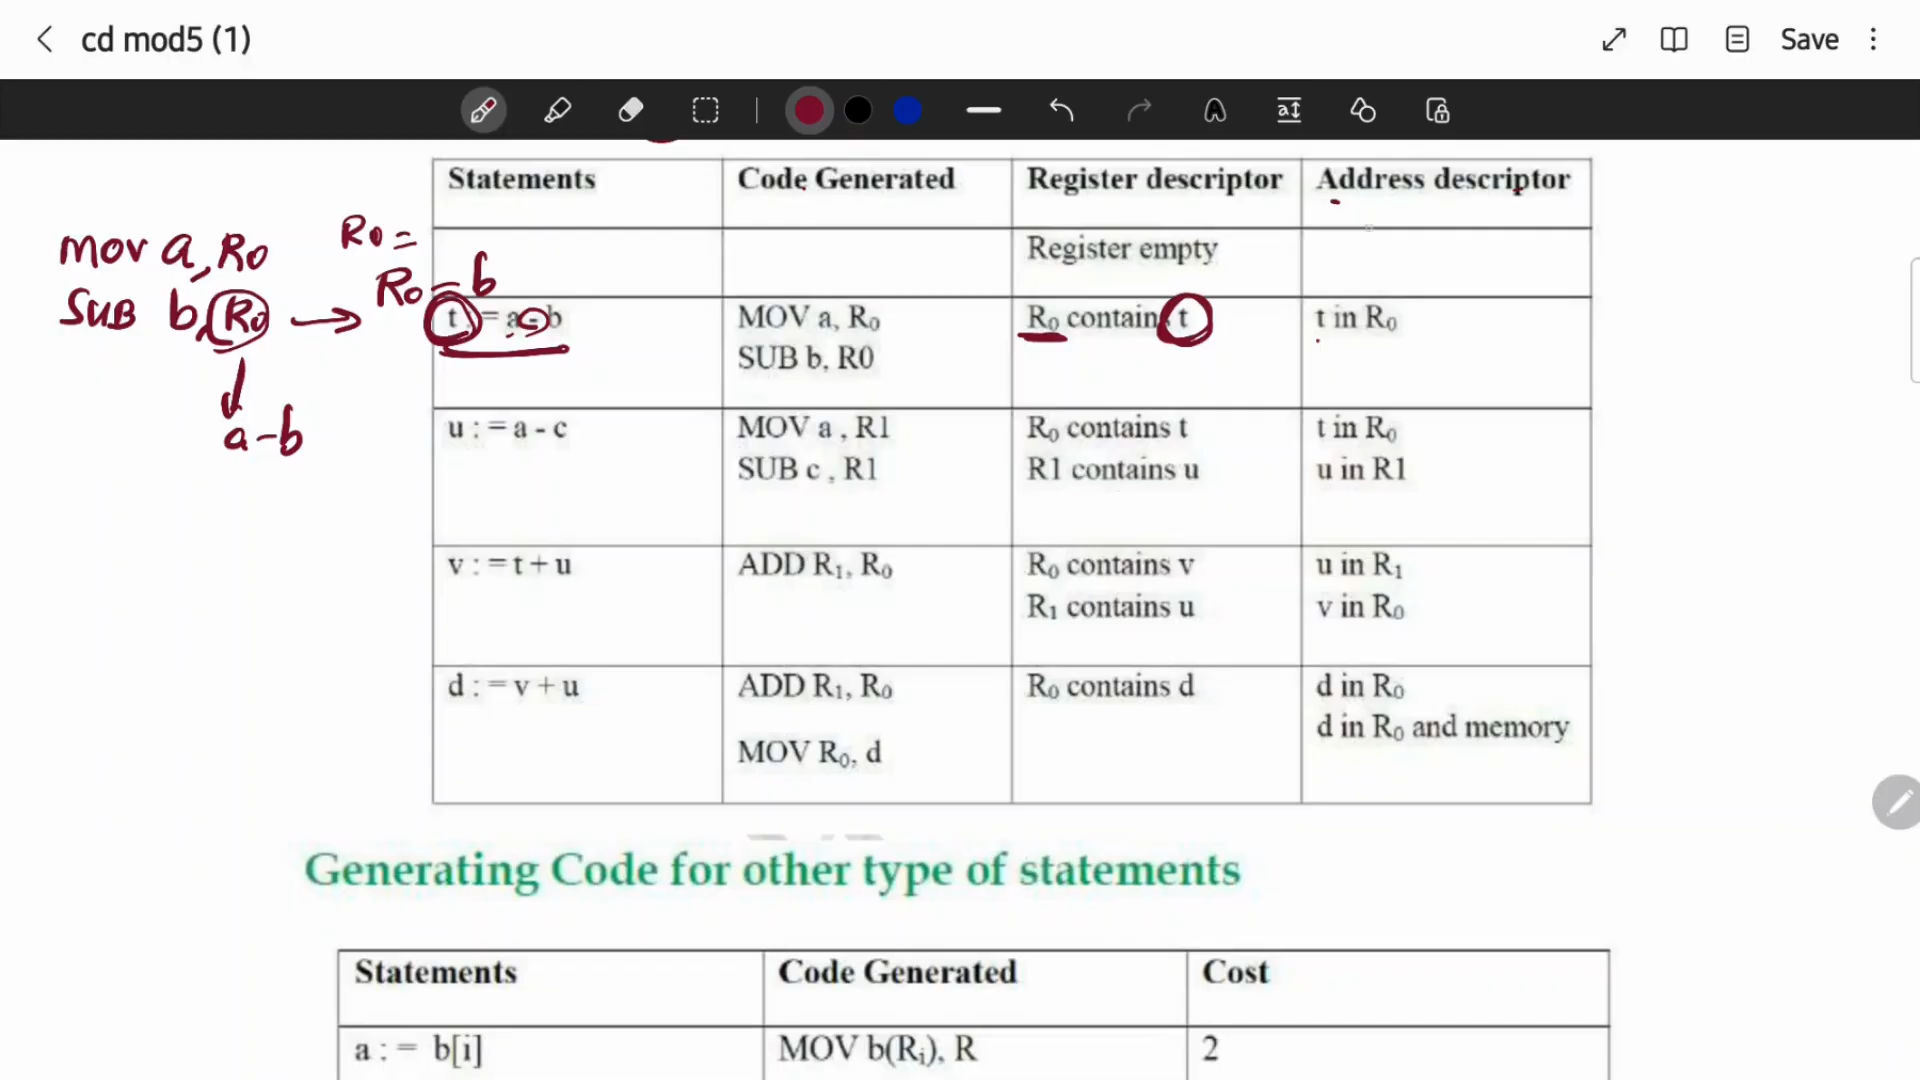 cd mod5 (1)
Save
Statements Code Generated Register descriptor Address descriptor
Register empty
mov a, R0
SUB b, R0
a-b
R0 =
R0 = b
t : = a - b MOV a, R0 R0 contains t t in R0
SUB b, R0
u : = a - c MOV a , R1 R0 contains t t in R0
SUB c , R1 R1 contains u u in R1
v : = t + u ADD R1, R0 R0 contains v u in R1
R1 contains u v in R0
d : = v + u ADD R1, R0 R0 contains d d in R0
d in R0 and memory
MOV R0, d
Generating Code for other type of statements
Statements Code Generated Cost
a : = b[i] MOV b(Ri), R 2